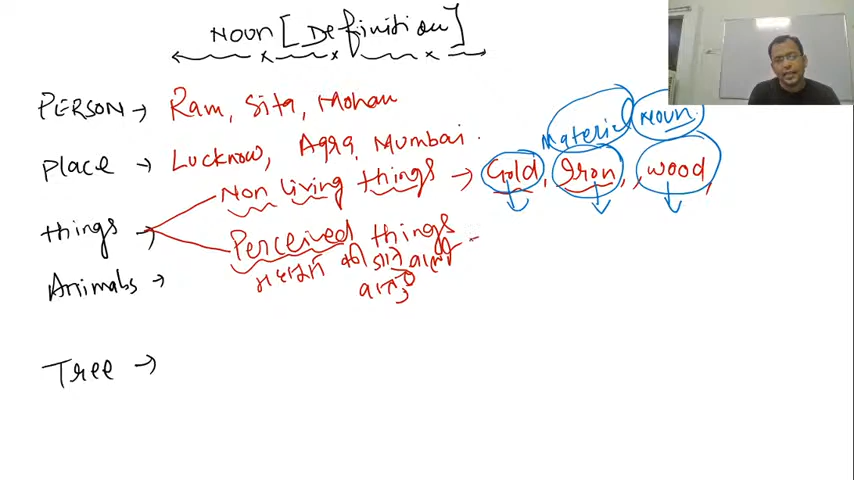 NOUN [Definition]
PERSON → Ram, Sita, Mohan
Material Noun
Place → Lucknow, Agra, Mumbai.
Non living things → Gold, Iron, wood,
things →
Perceived things
महसूस की जाने वाली
Animals →
Tree →